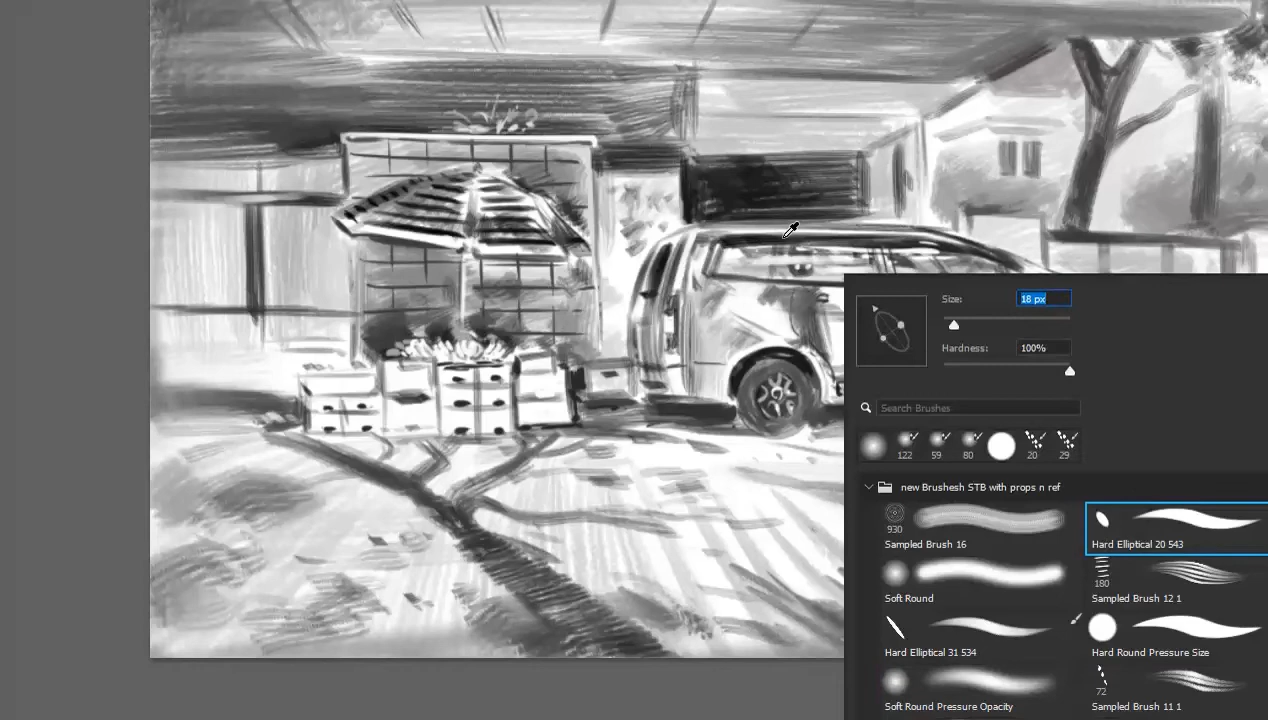 Size: 18 px
Hardness: 100%
Search Brushes
122 59 80 20 29
new Brushesh STB with props n ref
930
Sampled Brush 16
Hard Elliptical 20 543
Soft Round
180
Sampled Brush 12 1
Hard Elliptical 31 534
Hard Round Pressure Size
Soft Round Pressure Opacity
72
Sampled Brush 11 1